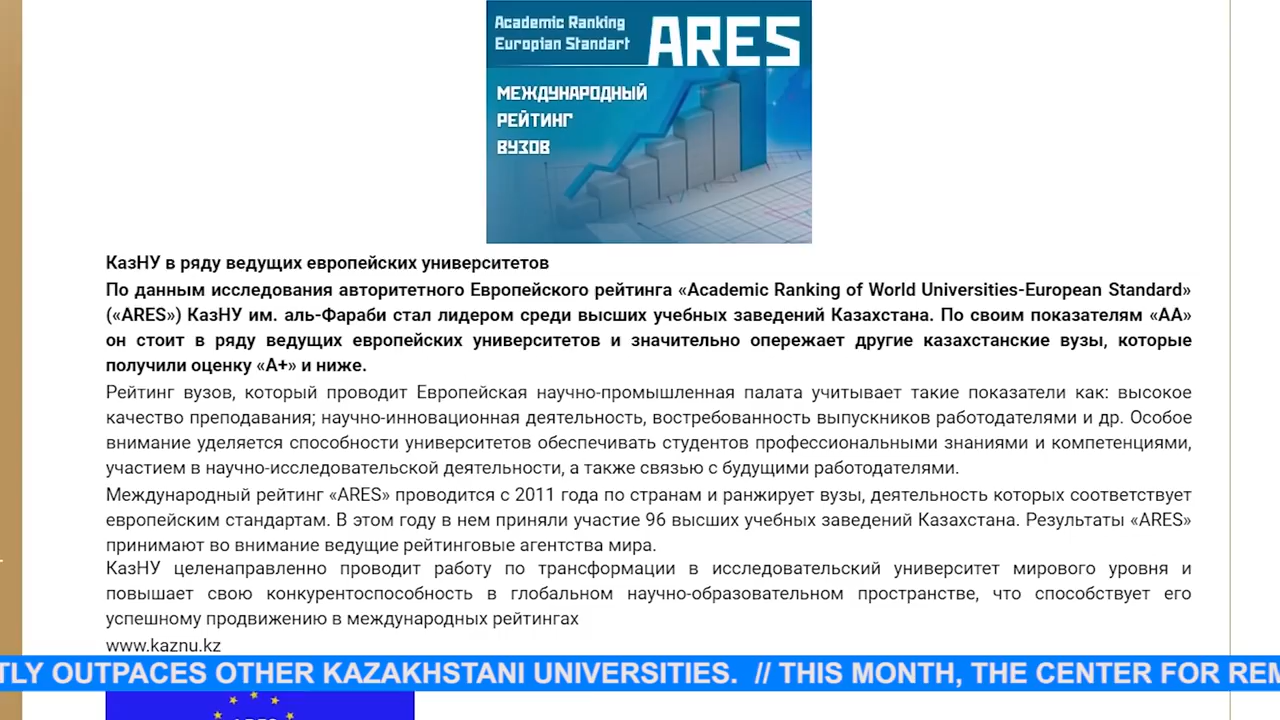 Academic Ranking
Europian Standart
ARES
МЕЖДУНАРОДНЫЙ
РЕЙТИНГ
ВУЗОВ
КазНУ в ряду ведущих европейских университетов
По данным исследования авторитетного Европейского рейтинга «Academic Ranking of World Universities-European Standard»
(«ARES») КазНУ им. аль-Фараби стал лидером среди высших учебных заведений Казахстана. По своим показателям «АА»
он стоит в ряду ведущих европейских университетов и значительно опережает другие казахстанские вузы, которые
получили оценку «А+» и ниже.
Рейтинг вузов, который проводит Европейская научно-промышленная палата учитывает такие показатели как: высокое
качество преподавания; научно-инновационная деятельность, востребованность выпускников работодателями и др. Особое
внимание уделяется способности университетов обеспечивать студентов профессиональными знаниями и компетенциями,
участием в научно-исследовательской деятельности, а также связью с будущими работодателями.
Международный рейтинг «ARES» проводится с 2011 года по странам и ранжирует вузы, деятельность которых соответствует
европейским стандартам. В этом году в нем приняли участие 96 высших учебных заведений Казахстана. Результаты «ARES»
принимают во внимание ведущие рейтинговые агентства мира.
КазНУ целенаправленно проводит работу по трансформации в исследовательский университет мирового уровня и
повышает свою конкурентоспособность в глобальном научно-образовательном пространстве, что способствует его
успешному продвижению в международных рейтингах
www.kaznu.kz
TLY OUTPACES OTHER KAZAKHSTANI UNIVERSITIES. // THIS MONTH, THE CENTER FOR REM